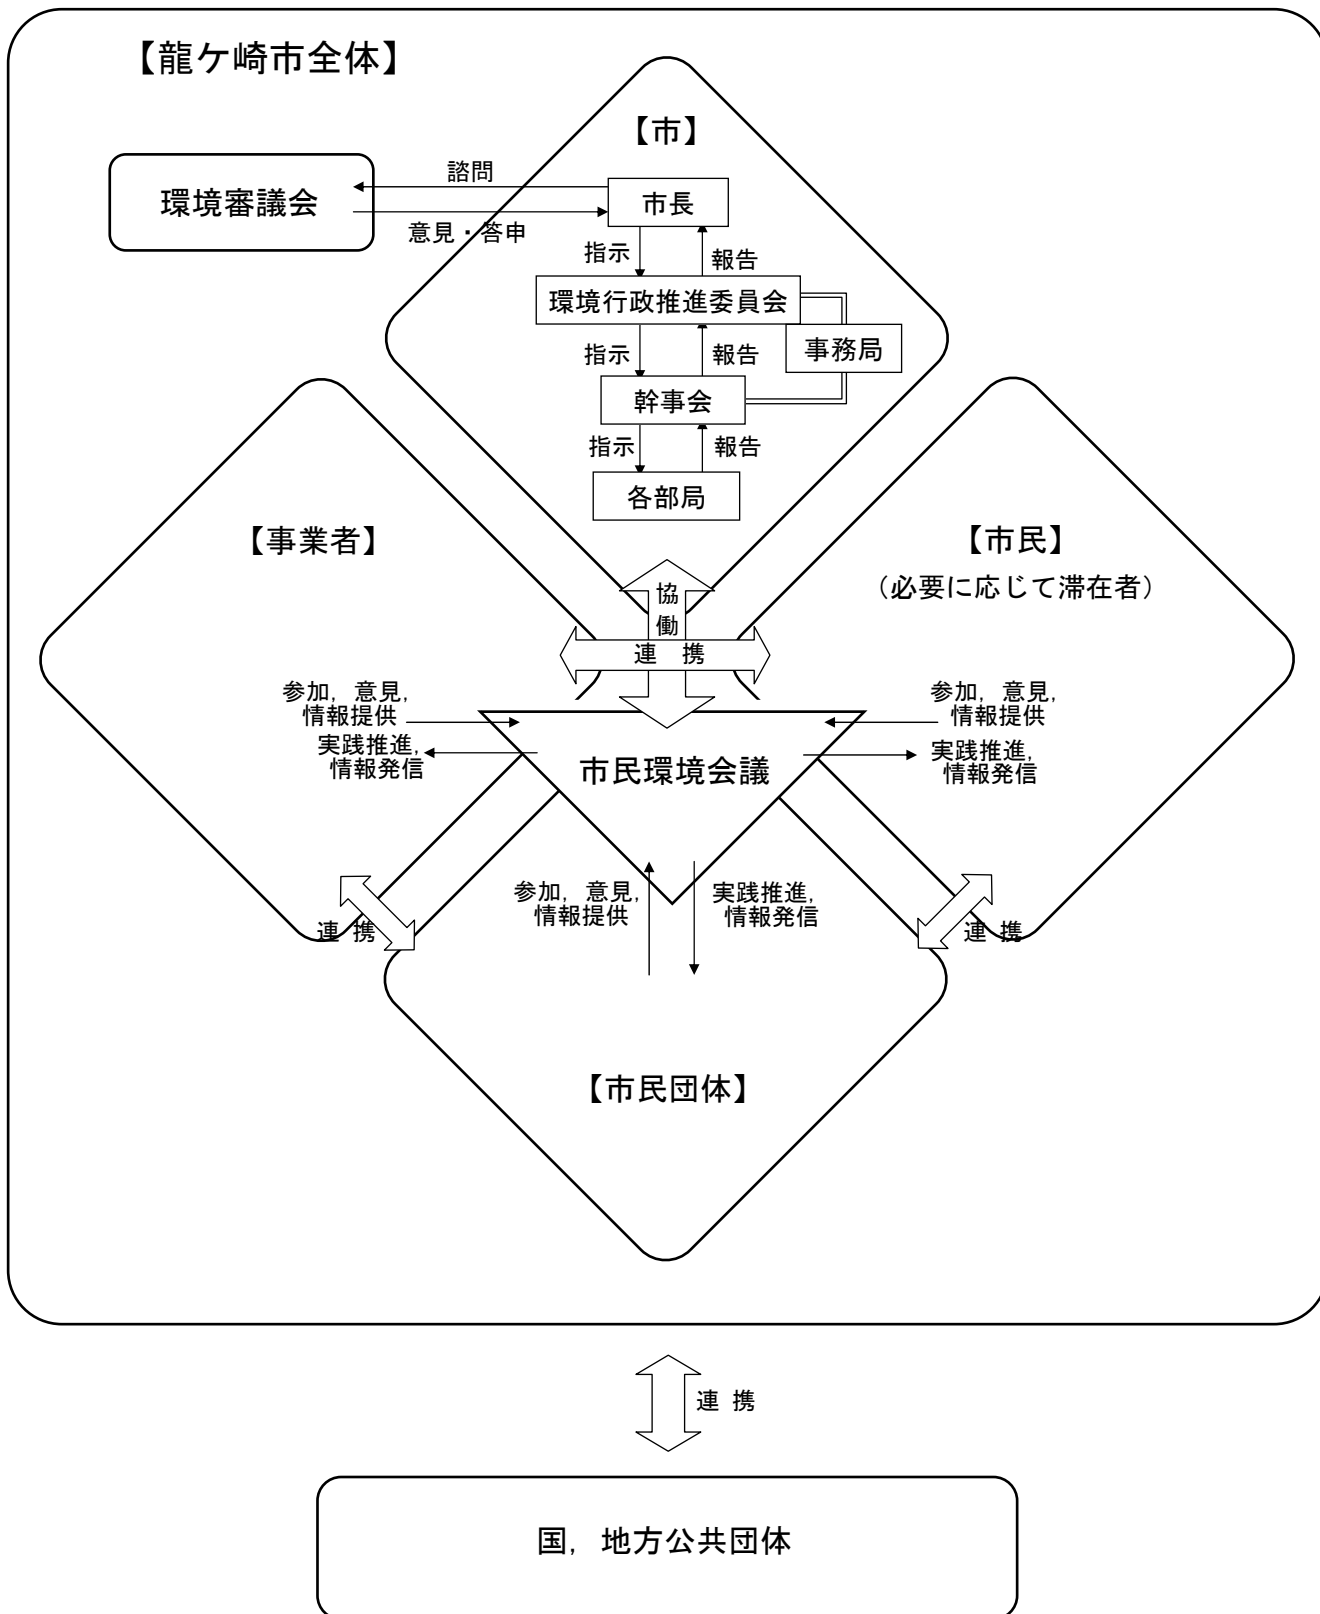 【龍ケ崎市全体】
【市】
環境審議会
諮問
意見・答申
市長
指示
報告
環境行政推進委員会
事務局
指示
報告
幹事会
指示
報告
各部局
【事業者】
【市民】
（必要に応じて滞在者）
協
働
連 携
参加，意見，
情報提供
実践推進，
情報発信
市民環境会議
参加，意見，
情報提供
実践推進，
情報発信
参加，意見，
情報提供
実践推進，
情報発信
連 携
連 携
【市民団体】
連 携
国，地方公共団体